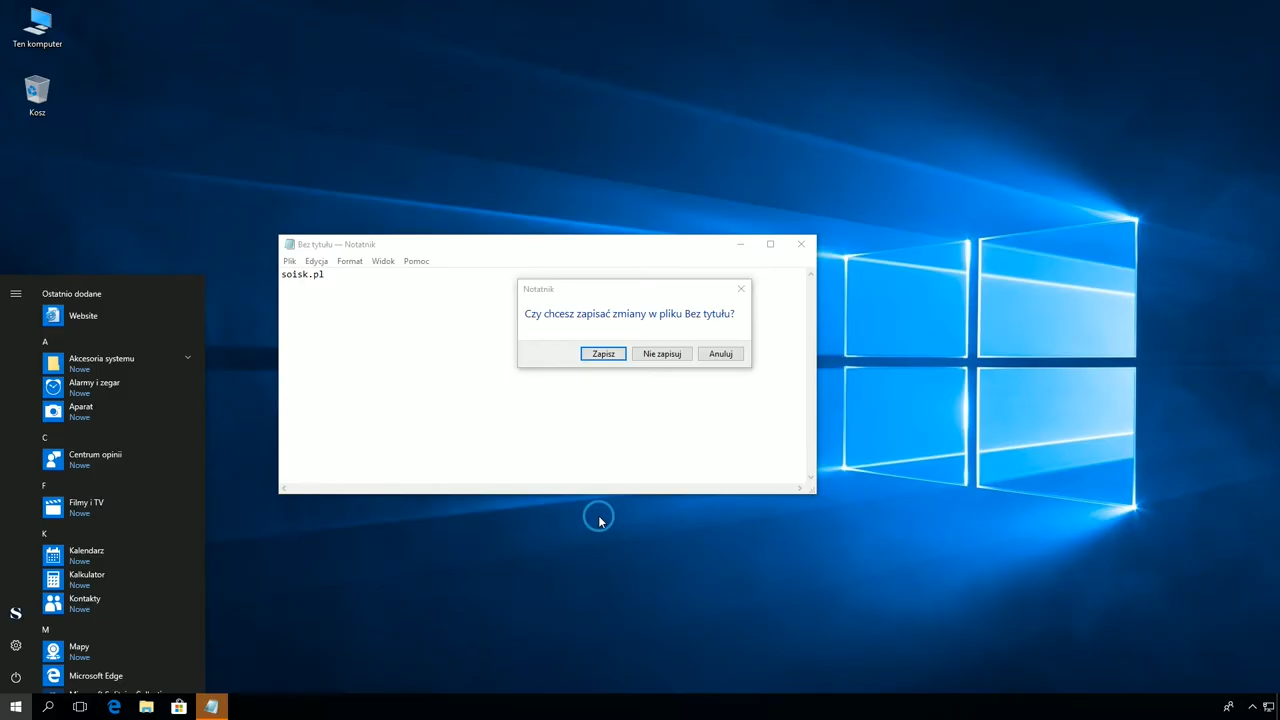 Ten komputer
Kosz
Bez tytułu — Notatnik
Plik Edycja Format Widok Pomoc
soisk.pl
Notatnik
Czy chcesz zapisać zmiany w pliku Bez tytułu?
Zapisz Nie zapisuj Anuluj
Ostatnio dodane
Website
A
Akcesoria systemu
Nowe
Alarmy i zegar
Nowe
Aparat
Nowe
C
Centrum opinii
Nowe
F
Filmy i TV
Nowe
K
Kalendarz
Nowe
Kalkulator
Nowe
Kontakty
Nowe
S
M
Mapy
Nowe
Microsoft Edge